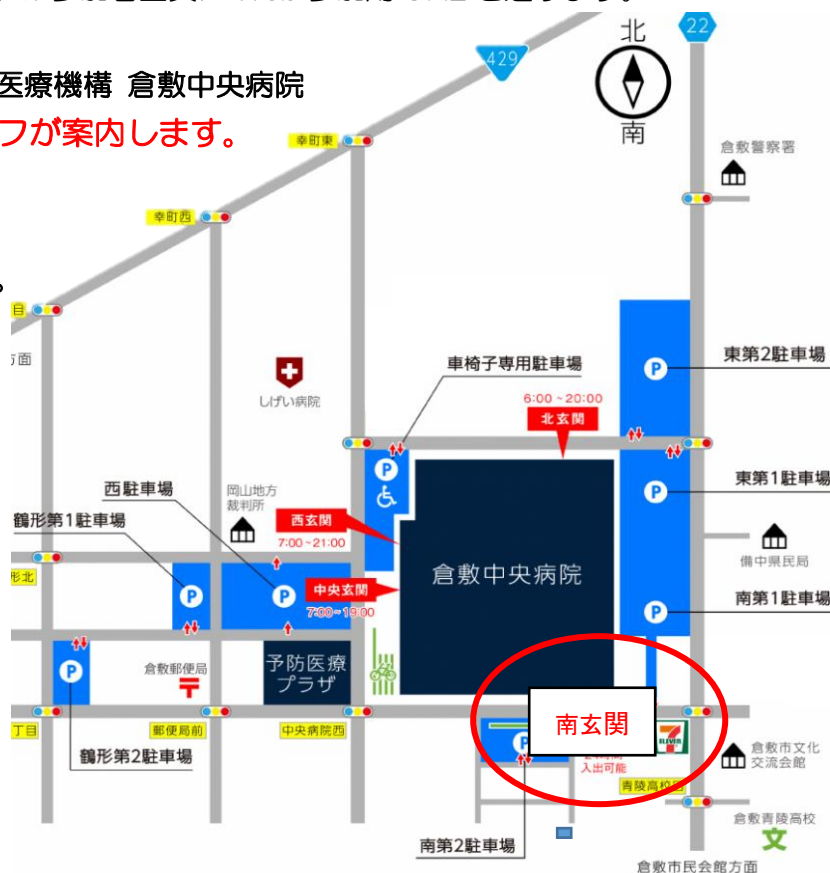 22
北
429
医療機構 倉敷中央病院
南
フが案内します。
幸町東
倉敷警察署
幸町西
。
目
方面
車椅子専用駐車場
東第2駐車場
しげい病院
6:00~20:00
北玄関
P
P
東第1駐車場
西駐車場
岡山地方
裁判所
P
鶴形第1駐車場
西玄関
7:00~21:00
備中県民局
倉敷中央病院
形北
中央玄関
7:00~19:00
P
P
P
南第1駐車場
倉敷郵便局
予防医療
プラザ
P
南玄関
7
ELEVEN
丁目
郵便局前
中央病院西
P
倉敷市文化
交流会館
鶴形第2駐車場
入出可能
倉敷青陵高校
文
南第2駐車場
倉敷市民会館方面